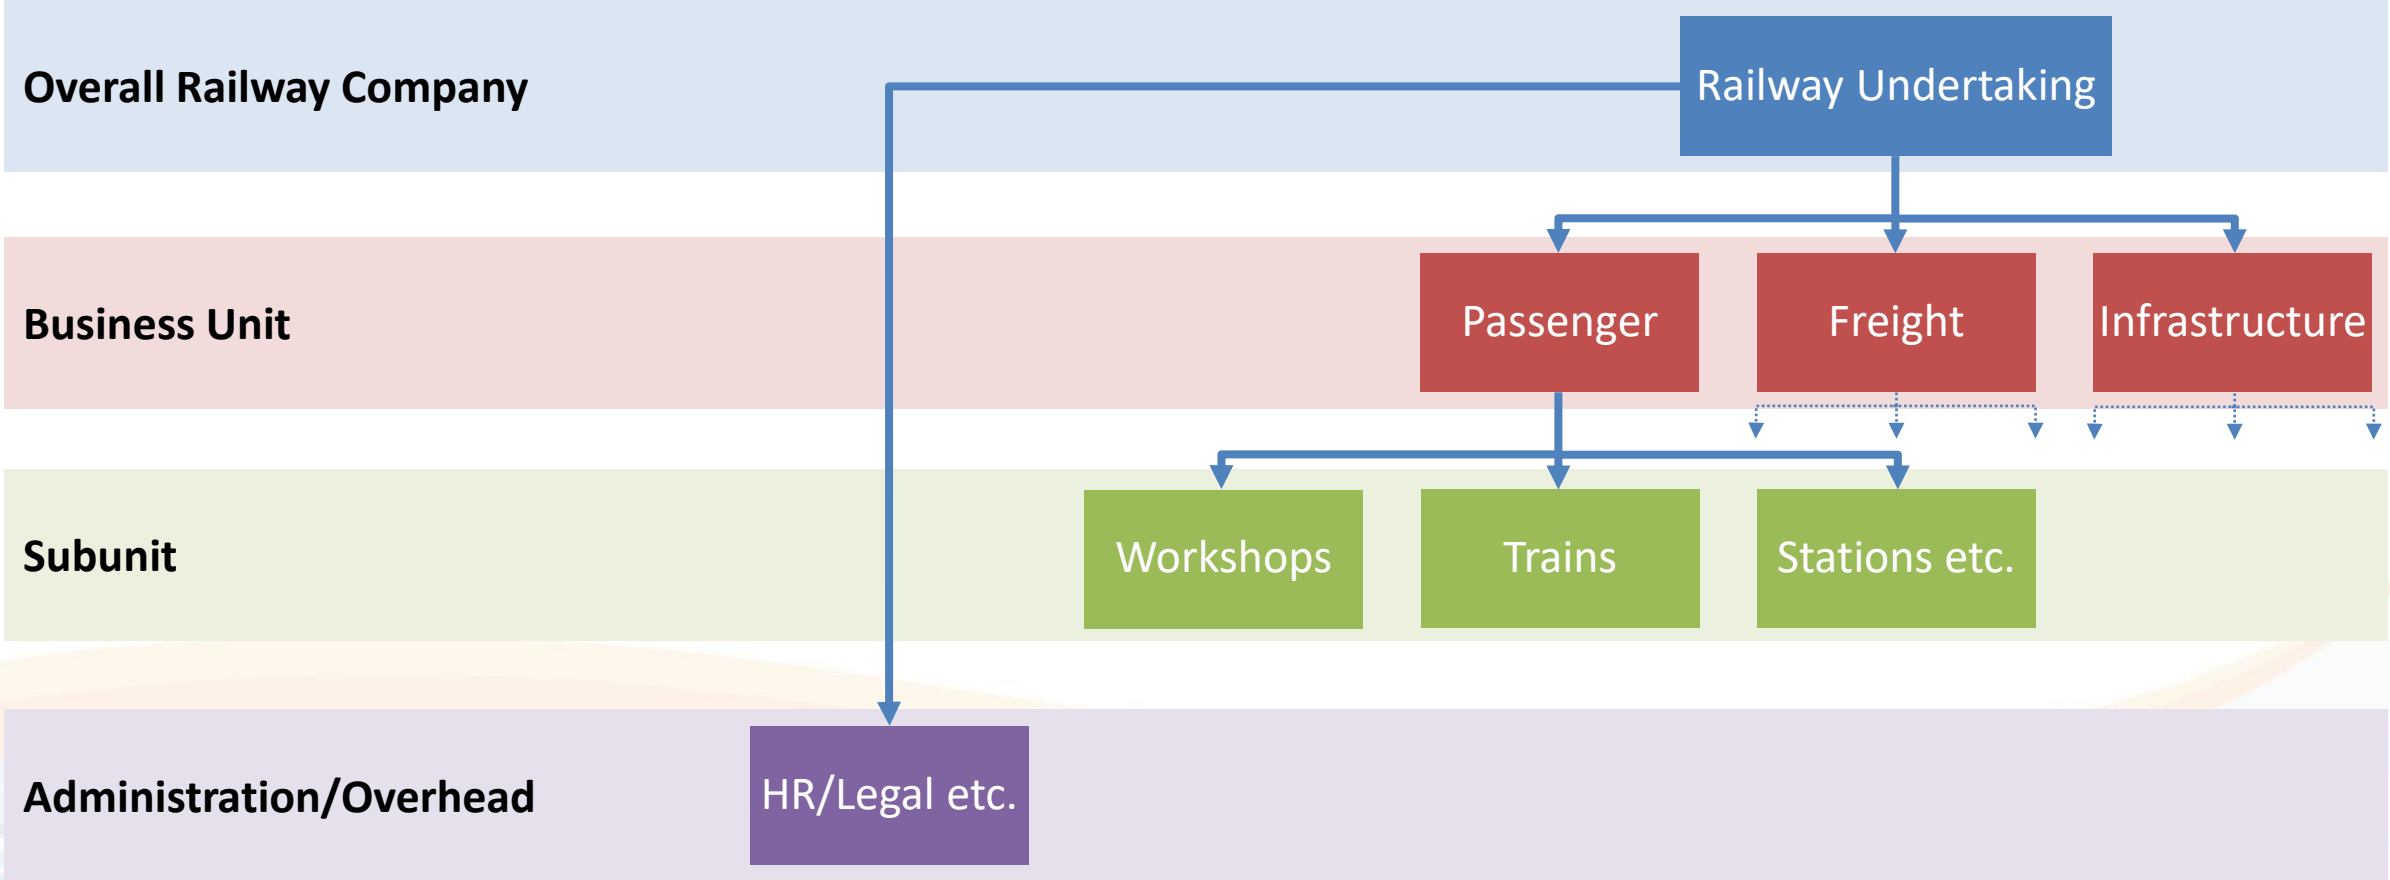 Overall Railway Company
Railway Undertaking
Business Unit
Passenger
Freight
Infrastructure
Subunit
Workshops
Trains
Stations etc.
Administration/Overhead
HR/Legal etc.